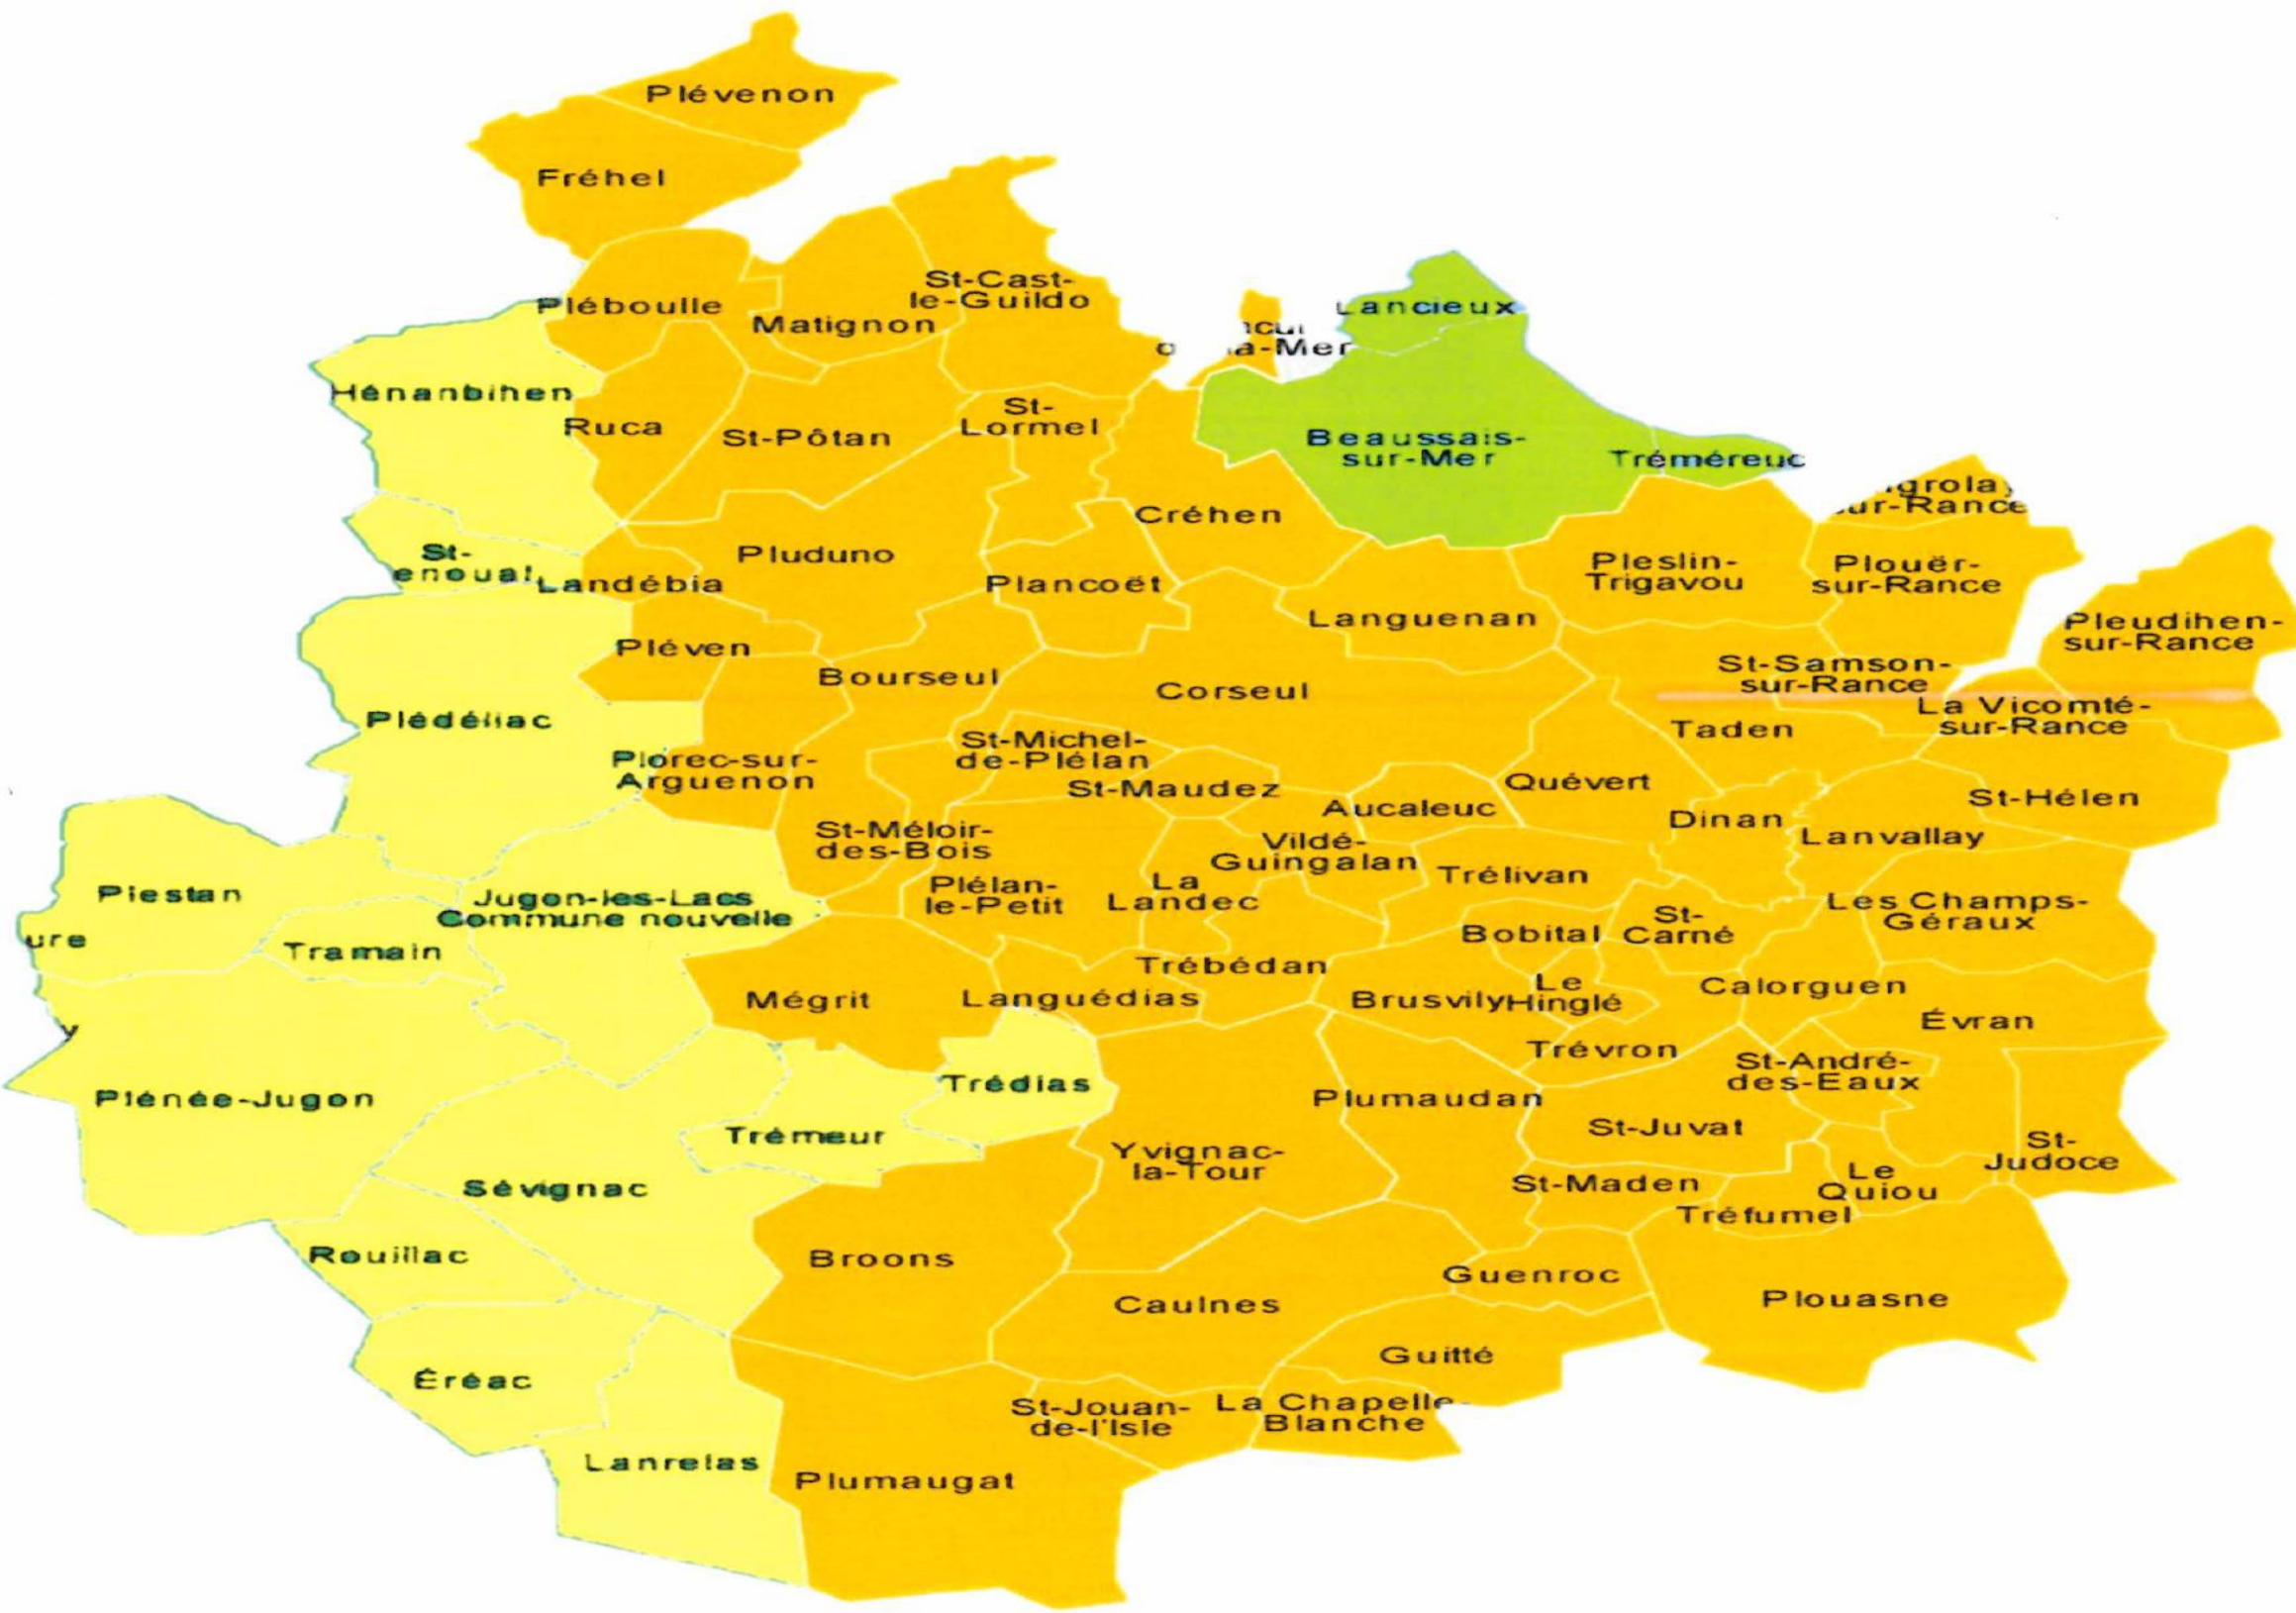 Plévenon
Fréhel
St-Cast-
le-Guildo
Pléboulle
Matignon
Lancieux
a-Mer
Hénanbihen
Ruca
St-Pôtan
St-
Lormel
Beaussais-
sur-Mer
Tréméreuc
ur-Rance
Créhen
St-
enoual
Landébia
Pluduno
Plancoët
Pleslin-
Trigavou
Plouër-
sur-Rance
Languenan
Pleudihen-
sur-Rance
Pléven
Bourseul
Corseul
St-Samson-
sur-Rance
Plédéliac
La Vicomté-
sur-Rance
Taden
Plorec-sur-
Arguenon
St-Michel-
de-Plélan
St-Maudez
Quévert
Aucaleuc
St-Hélen
Dinan
Lanvallay
St-Méloir-
des-Bois
Vildé-
Guingalan
Trélivan
Plestan
Jugon-les-Lacs
Commune nouvelle
Plélan-
le-Petit
La
Landec
Les Champs-
Géraux
ure
Tramain
Bobital
St-
Carné
Trébédan
Mégrit
Languédias
Brusvily
Le
Hinglé
Calorguen
Évran
y
Trévron
St-André-
des-Eaux
Plénée-Jugon
Trédias
Plumaudan
Trémeur
St-Juvat
Yvignac-
la-Tour
St-
Judoce
Sévignac
St-Maden
Le
Quiou
Tréfumel
Rouillac
Broons
Guenroc
Caulnes
Plouasne
Guitté
Éréac
St-Jouan-
de-l'Isle
La Chapelle-
Blanche
Lanrelas
Plumaugat